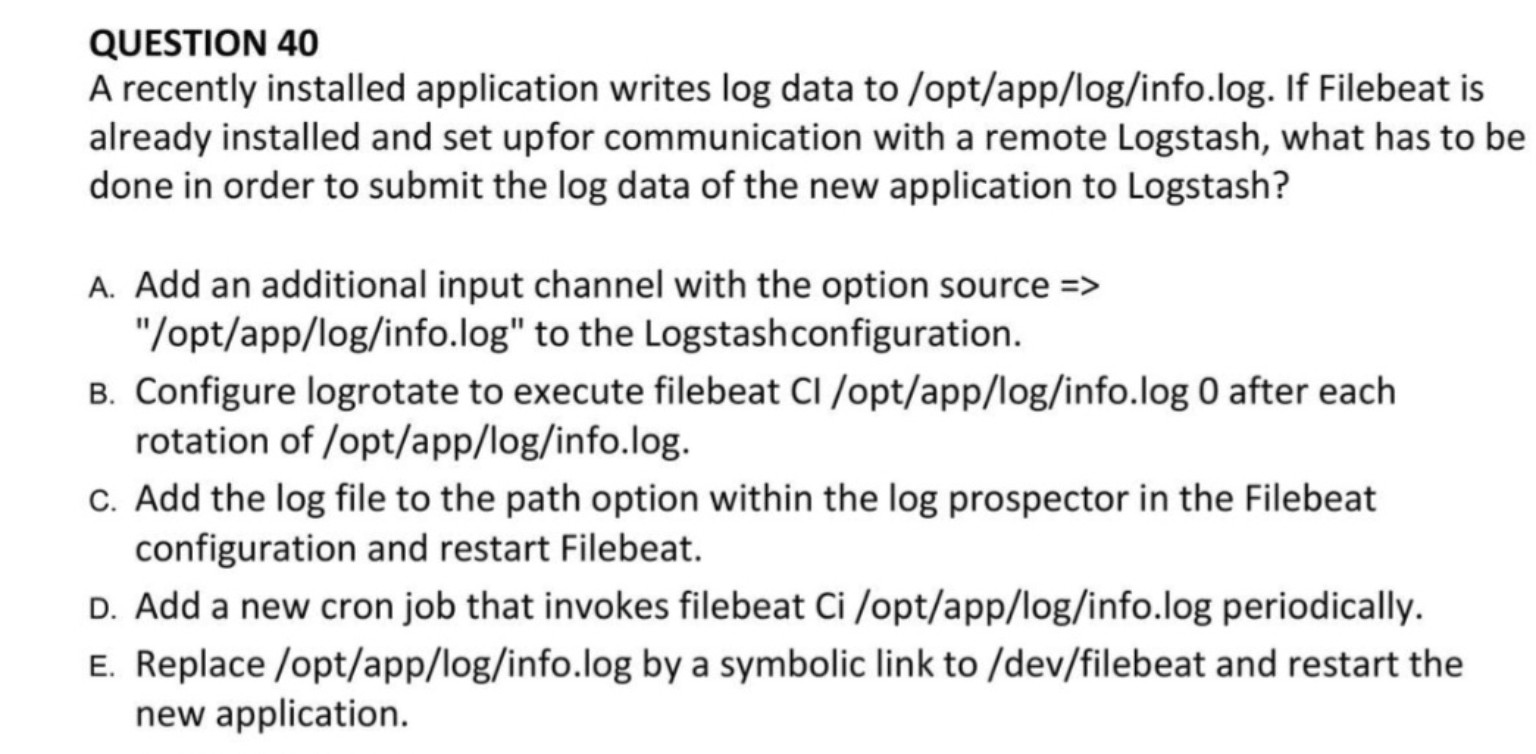 QUESTION 40
A recently installed application writes log data to /opt/app/log/info.log. If Filebeat is
already installed and set upfor communication with a remote Logstash, what has to be
done in order to submit the log data of the new application to Logstash?
A. Add an additional input channel with the option source =>
"/opt/app/log/info.log" to the Logstashconfiguration.
B. Configure logrotate to execute filebeat CI /opt/app/log/info.log 0 after each
rotation of /opt/app/log/info.log.
C. Add the log file to the path option within the log prospector in the Filebeat
configuration and restart Filebeat.
D. Add a new cron job that invokes filebeat Ci /opt/app/log/info.log periodically.
E. Replace /opt/app/log/info.log by a symbolic link to /dev/filebeat and restart the
new application.